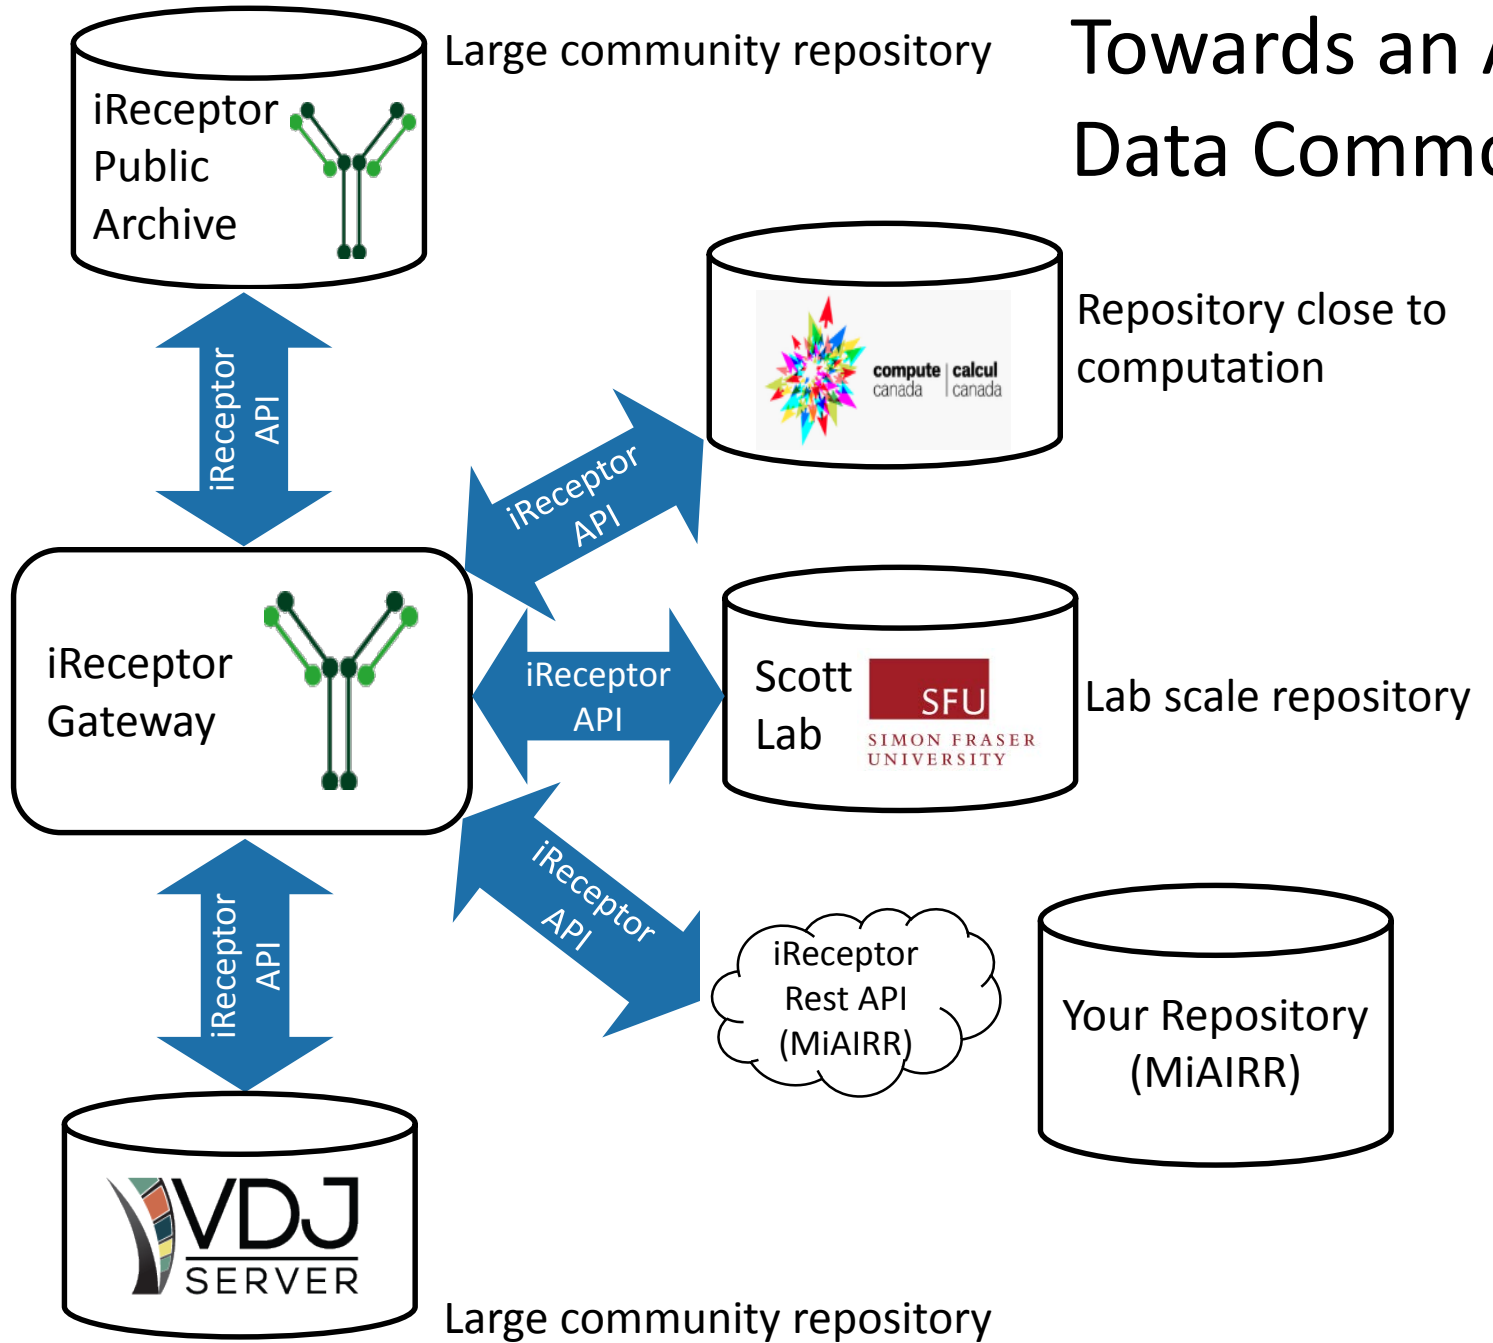 Large community repository
Towards an A
Data Commo
iReceptor
Public
Archive
iReceptor
API
compute | calcul
canada | canada
Repository close to
computation
iReceptor
API
iReceptor
Gateway
iReceptor
API
Scott
Lab
SFU
SIMON FRASER
UNIVERSITY
Lab scale repository
iReceptor
API
iReceptor
Rest API
(MiAIRR)
Your Repository
(MiAIRR)
iReceptor
API
VDJ
SERVER
Large community repository